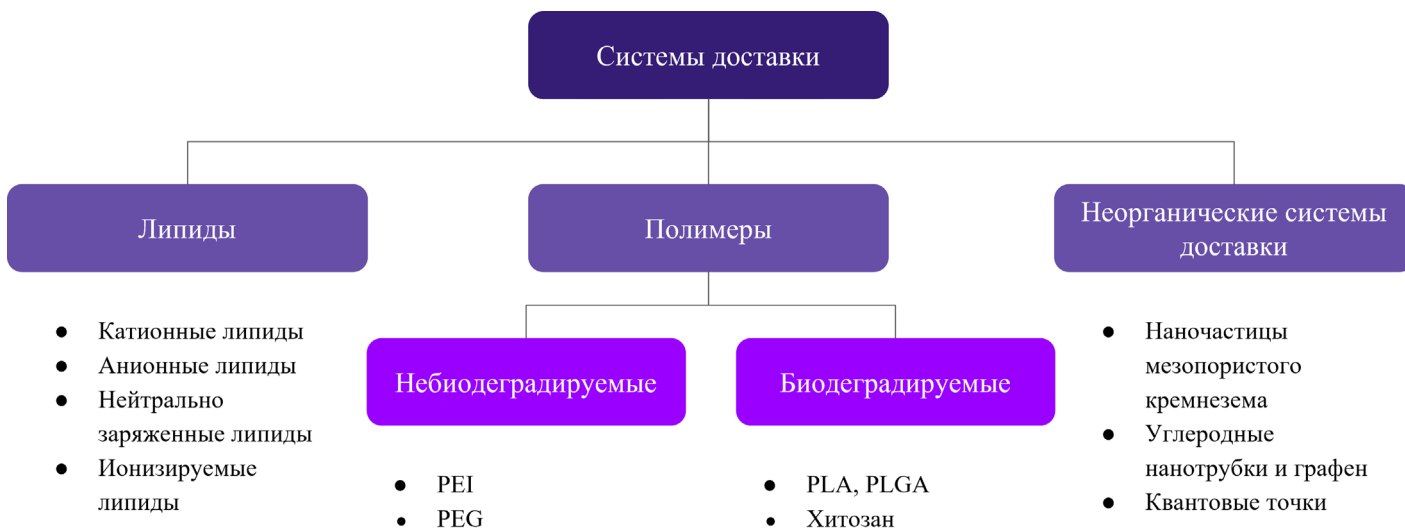 Системы доставки
Липиды
Полимеры
Неорганические системы
доставки
● Катионные липиды
● Анионные липиды
● Нейтрально
заряженные липиды
● Ионизируемые
липиды
Небиодеградируемые
● PEI
● PEG
Биодеградируемые
● PLA, PLGA
● Хитозан
● Наночастицы
мезопористого
кремнезема
● Углеродные
нанотрубки и графен
● Квантовые точки